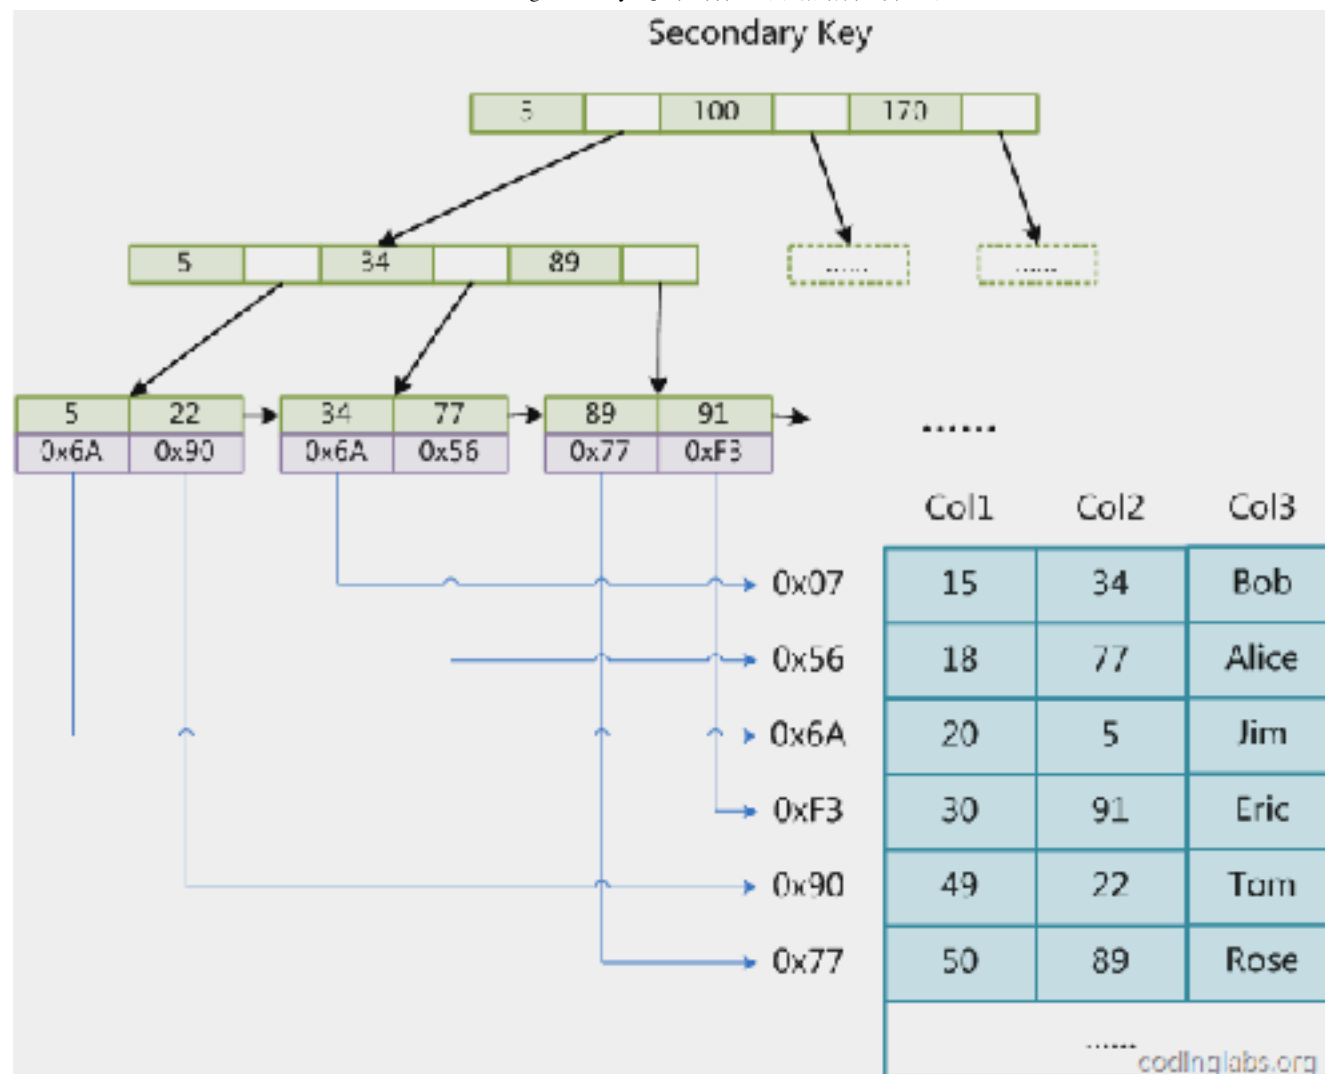 Secondary Key
5 100 170
5 34 89 ...... ......
5 22 34 77 89 91
0x6A 0x90 0x6A 0x56 0x77 0xF3
......
Col1 Col2 Col3
0x07 15 34 Bob
0x56 18 77 Alice
0x6A 20 5 Jim
0xF3 30 91 Eric
0x90 49 22 Tom
0x77 50 89 Rose
......
codinglabs.org